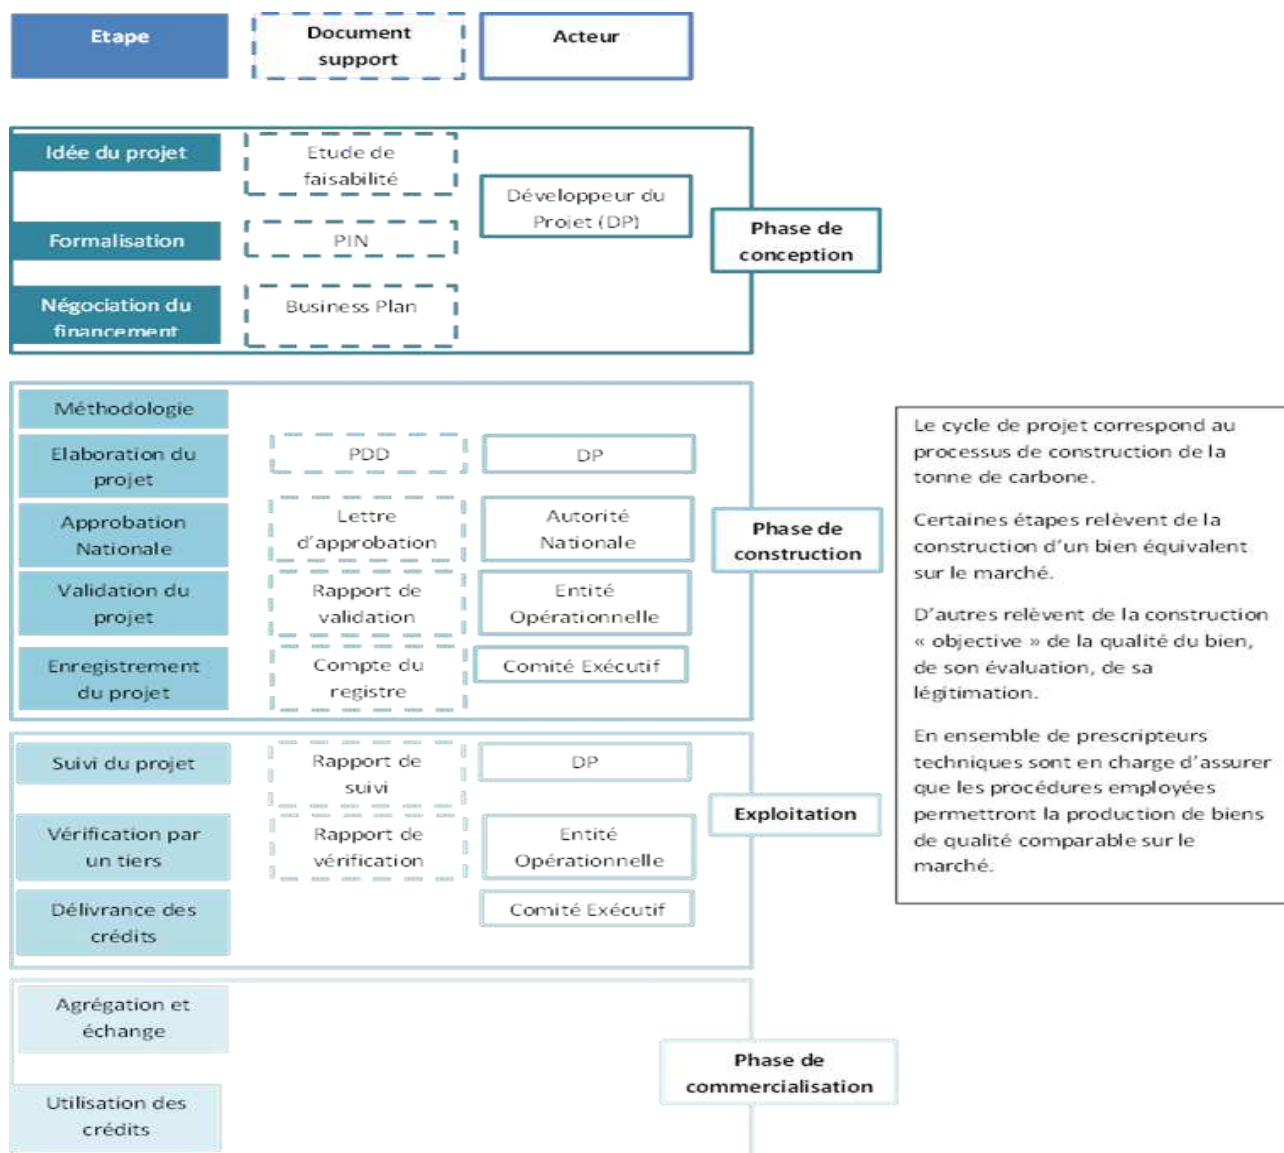 Etape
Document
support
Acteur
Idée du projet
Etude de
faisabilité
Développeur du
Projet (DP)
Formalisation
PIN
Phase de
conception
Négociation du
financement
Business Plan
Méthodologie
Elaboration du
projet
PDD
DP
Approbation
Nationale
Lettre
d'approbation
Autorité
Nationale
Phase de
construction
Validation du
projet
Rapport de
validation
Entité
Opérationnelle
Enregistrement
du projet
Compte du
registre
Comité Exécutif
Suivi du projet
Rapport de
suivi
DP
Exploitation
Vérification par
un tiers
Rapport de
vérification
Entité
Opérationnelle
Délivrance des
crédits
Comité Exécutif
Agrégation et
échange
Phase de
commercialisation
Utilisation des
crédits
Le cycle de projet correspond au
processus de construction de la
tonne de carbone.
Certaines étapes relèvent de la
construction d'un bien équivalent
sur le marché.
D'autres relèvent de la construction
« objective » de la qualité du bien,
de son évaluation, de sa
légitimation.
En ensemble de prescripteurs
techniques sont en charge d'assurer
que les procédures employées
permettront la production de biens
de qualité comparable sur le
marché.